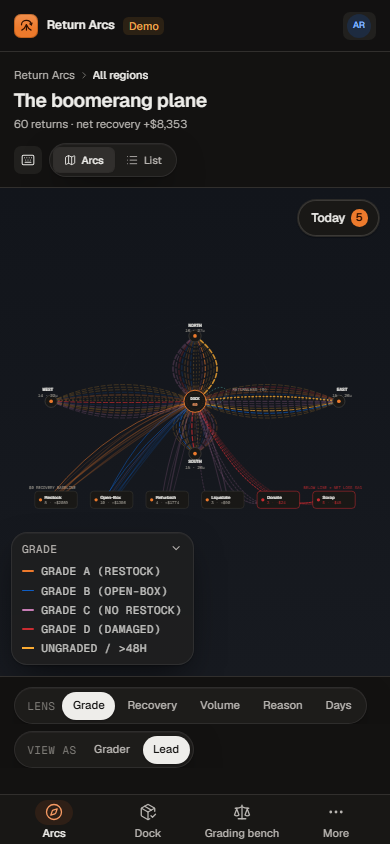 Return Arcs Demo AR
Return Arcs > All regions
The boomerang plane
60 returns · net recovery +$8,353
Arcs List
Today 5
NORTH
WEST
DOCK
EAST
SOUTH
Restock Open-Box Refurbish Liquidate Donate Scrap
GRADE
GRADE A (RESTOCK)
GRADE B (OPEN-BOX)
GRADE C (NO RESTOCK)
GRADE D (DAMAGED)
UNGRADED / >48H
LENS Grade Recovery Volume Reason Days
VIEW AS Grader Lead
Arcs Dock Grading bench More